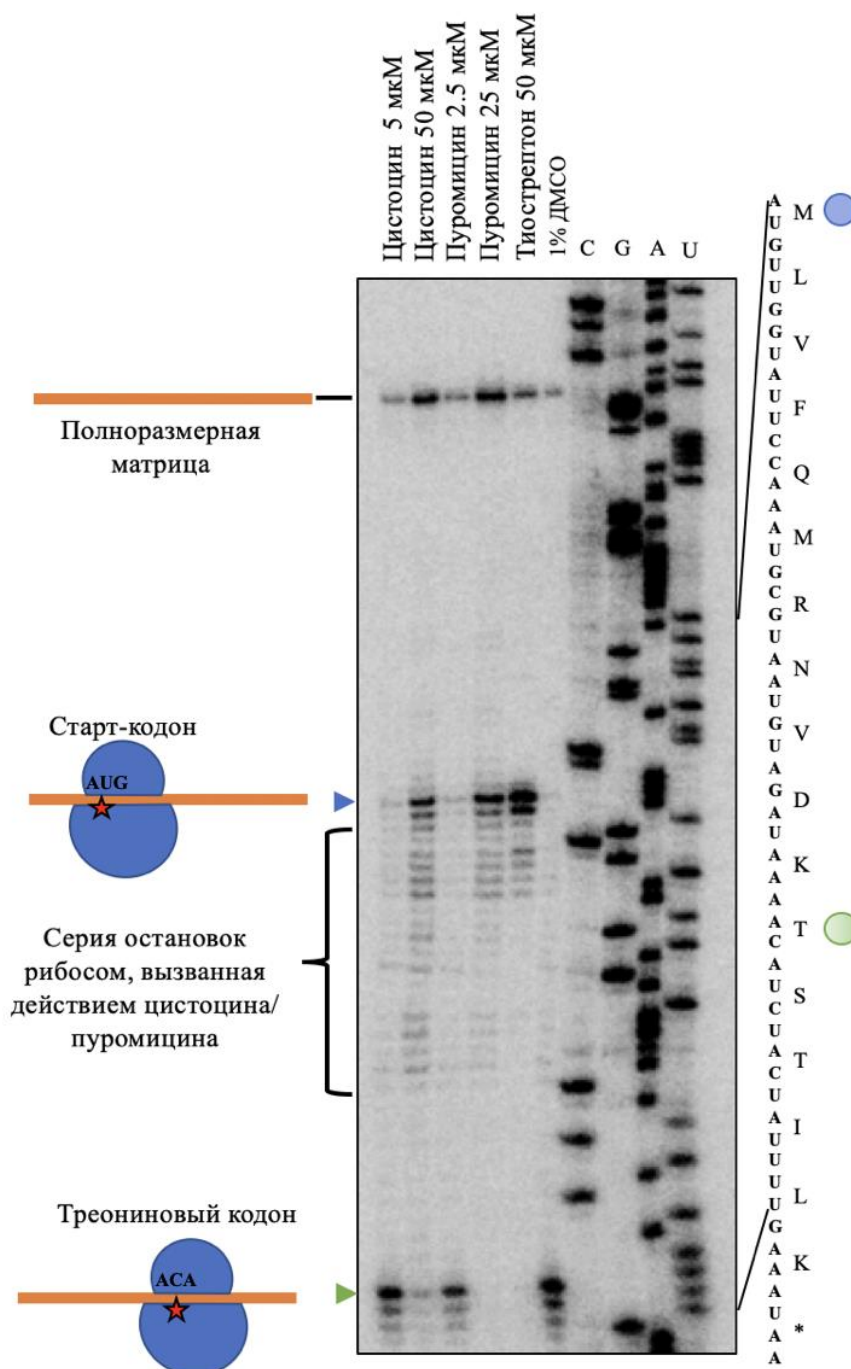 Цистоцин 5 мкМ
Цистоцин 50 мкМ
Пуромицин 2.5 мкМ
Пуромицин 25 мкМ
Тиострептон 50 мкМ
1% ДМСО
C G A U
Полноразмерная
матрица
Старт-кодон
AUG
Серия остановок
рибосом, вызванная
действием цистоцина/
пуромицина
Треониновый кодон
ACA
AUGUUGGUAUUCCAAAUGCGUAAUGUAGAUAAAACAUCUACUAUUUUGAAAUAA
M
L
V
F
Q
M
R
N
V
D
K
T
S
T
I
L
K
*